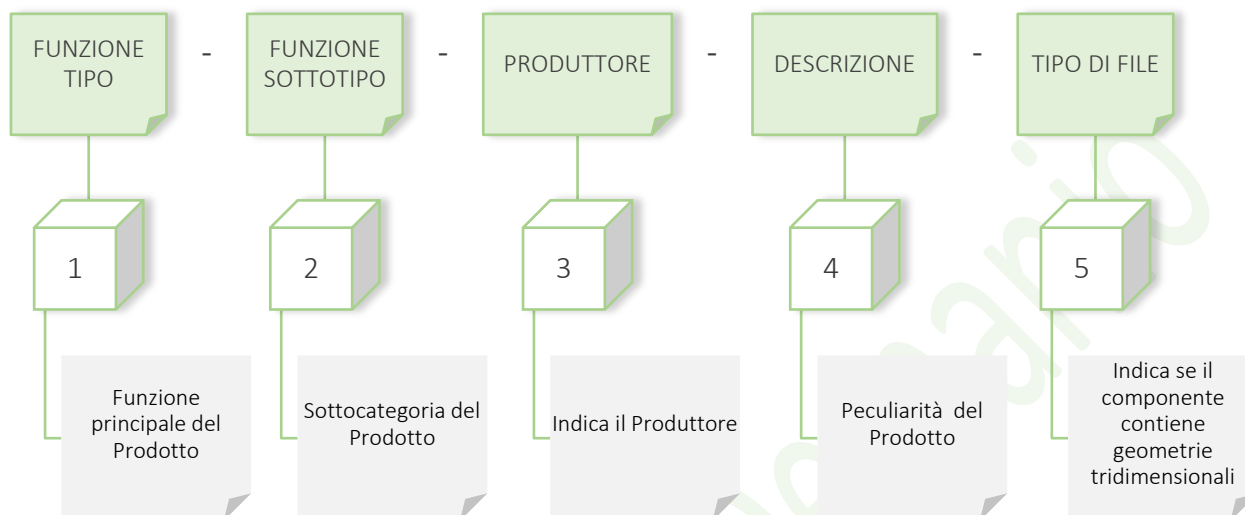 FUNZIONE
TIPO
-
FUNZIONE
SOTTOTIPO
-
PRODUTTORE
-
DESCRIZIONE
-
TIPO DI FILE
1
2
3
4
5
Funzione
principale del
Prodotto
Sottocategoria del
Prodotto
Indica il Produttore
Peculiarità del
Prodotto
Indica se il
componente
contiene
geometrie
tridimensionali